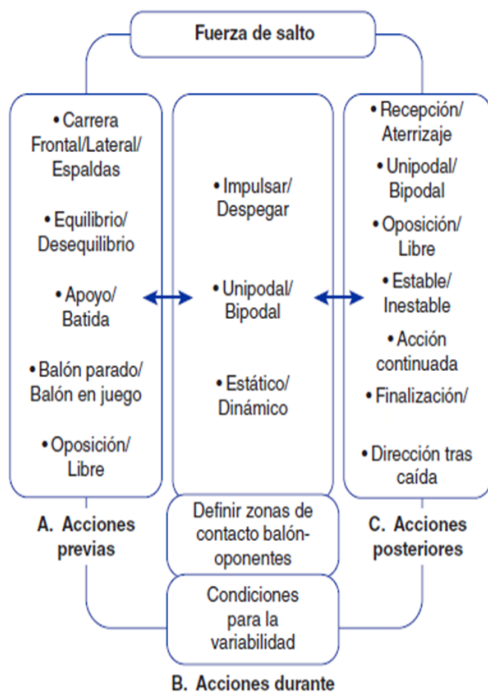 Fuerza de salto
• Carrera
Frontal/Lateral/
Espaldas
• Equilibrio/
Desequilibrio
• Apoyo/
Batida
• Balón parado/
Balón en juego
• Oposición/
Libre
A. Acciones
previas
• Impulsar/
Despegar
• Unipodal/
Bipodal
• Estático/
Dinámico
Definir zonas de
contacto balón-
oponentes
Condiciones
para la
variabilidad
B. Acciones durante
• Recepción/
Aterrizaje
• Unipodal/
Bipodal
• Oposición/
Libre
• Estable/
Inestable
• Acción
continuada
• Finalización/
• Dirección tras
caída
C. Acciones
posteriores